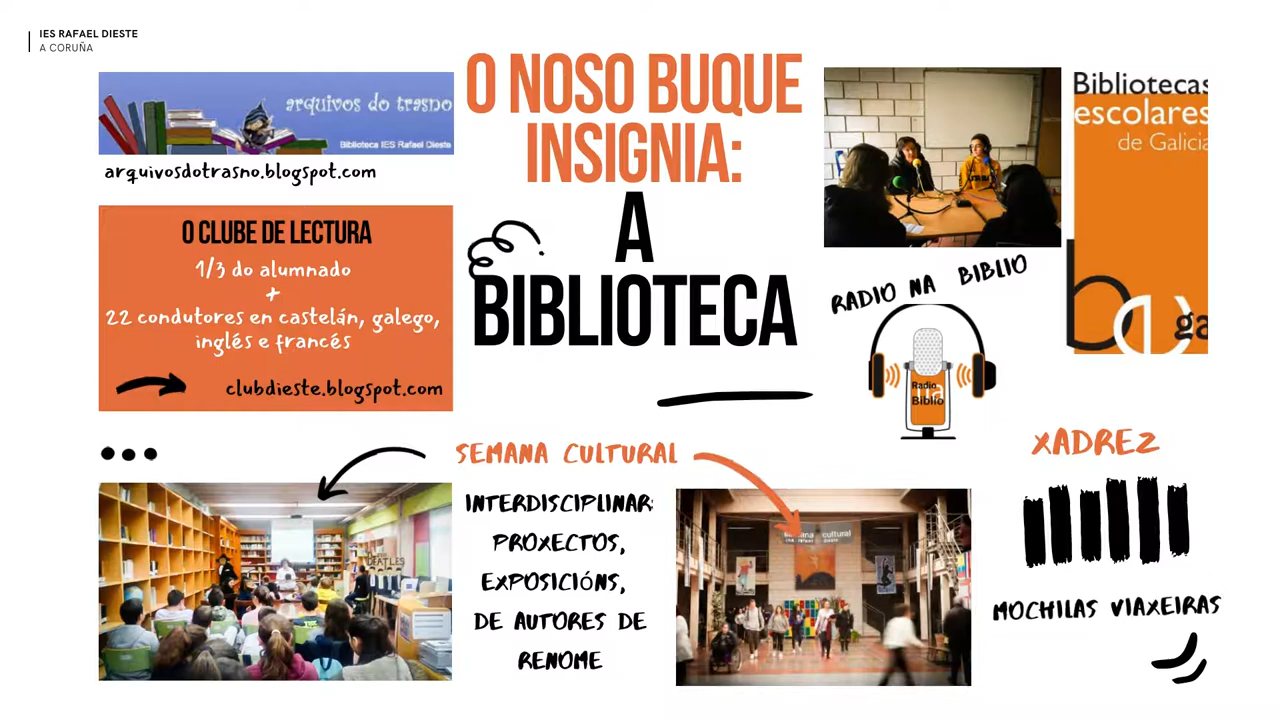 IES RAFAEL DIESTE
A CORUÑA
O NOSO BUQUE
INSIGNIA:
A
BIBLIOTECA
arquivos do trasno
Biblioteca IES Rafael Dieste
arquivosdotrasno.blogspot.com
O CLUBE DE LECTURA
1/3 do alumnado
+
22 condutores en castelán, galego,
inglés e francés
clubdieste.blogspot.com
Bibliotecas
escolares
de Galicia
b e
ga
RADIO NA BIBLIO
Radio
na
Biblio
XADREZ
MOCHILAS VIAXEIRAS
SEMANA CULTURAL
INTERDISCIPLINAR:
PROXECTOS,
EXPOSICIÓNS,
DE AUTORES DE
RENOME
BEATLES
semana cultural